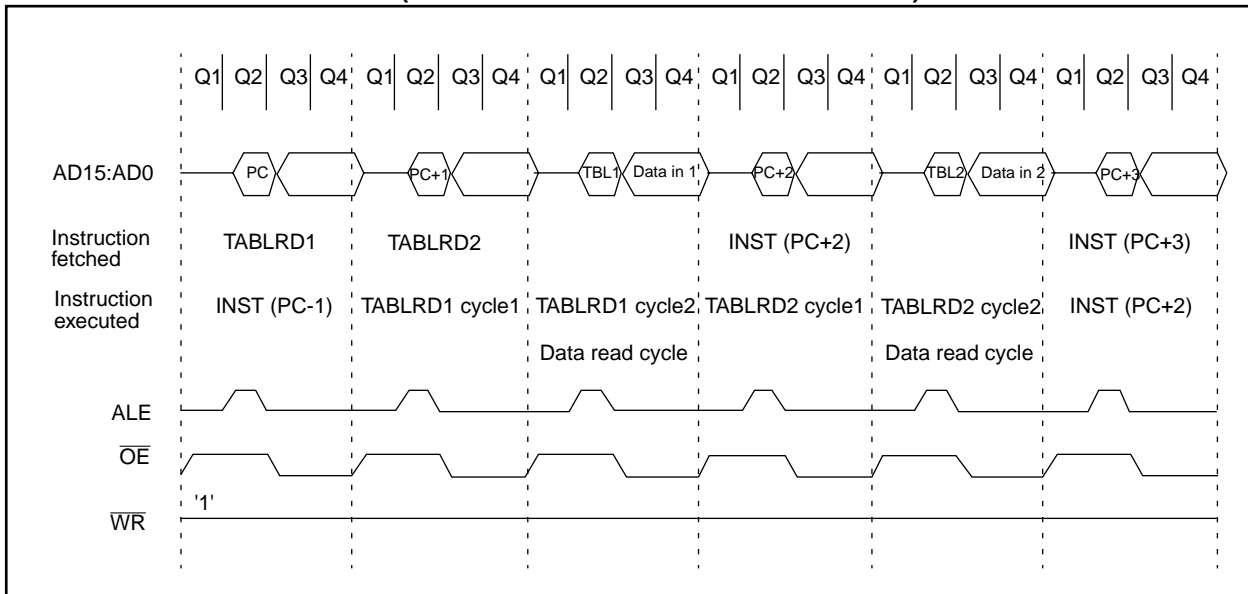 Q1 Q2 Q3 Q4 Q1 Q2 Q3 Q4 Q1 Q2 Q3 Q4 Q1 Q2 Q3 Q4 Q1 Q2 Q3 Q4 Q1 Q2 Q3 Q4
AD15:AD0 PC PC+1 TBL1 Data in 1 PC+2 TBL2 Data in 2 PC+3
Instruction
fetched
TABLRD1 TABLRD2 INST (PC+2) INST (PC+3)
Instruction
executed
INST (PC-1) TABLRD1 cycle1 TABLRD1 cycle2 TABLRD2 cycle1 TABLRD2 cycle2 INST (PC+2)
Data read cycle Data read cycle
ALE
OE
'1'
WR